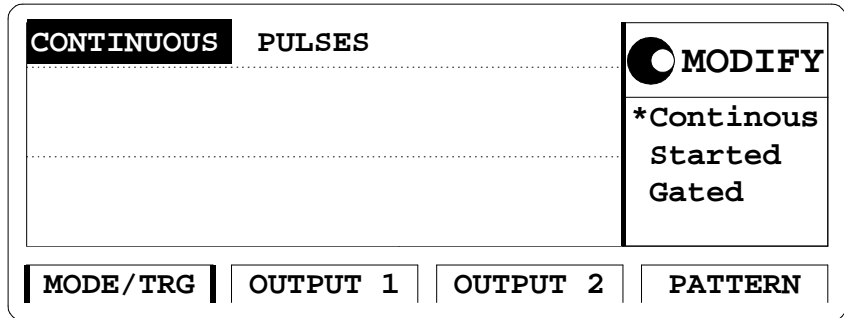 CONTINUOUS PULSES
MODIFY
*Continous
Started
Gated
MODE/TRG OUTPUT 1 OUTPUT 2 PATTERN